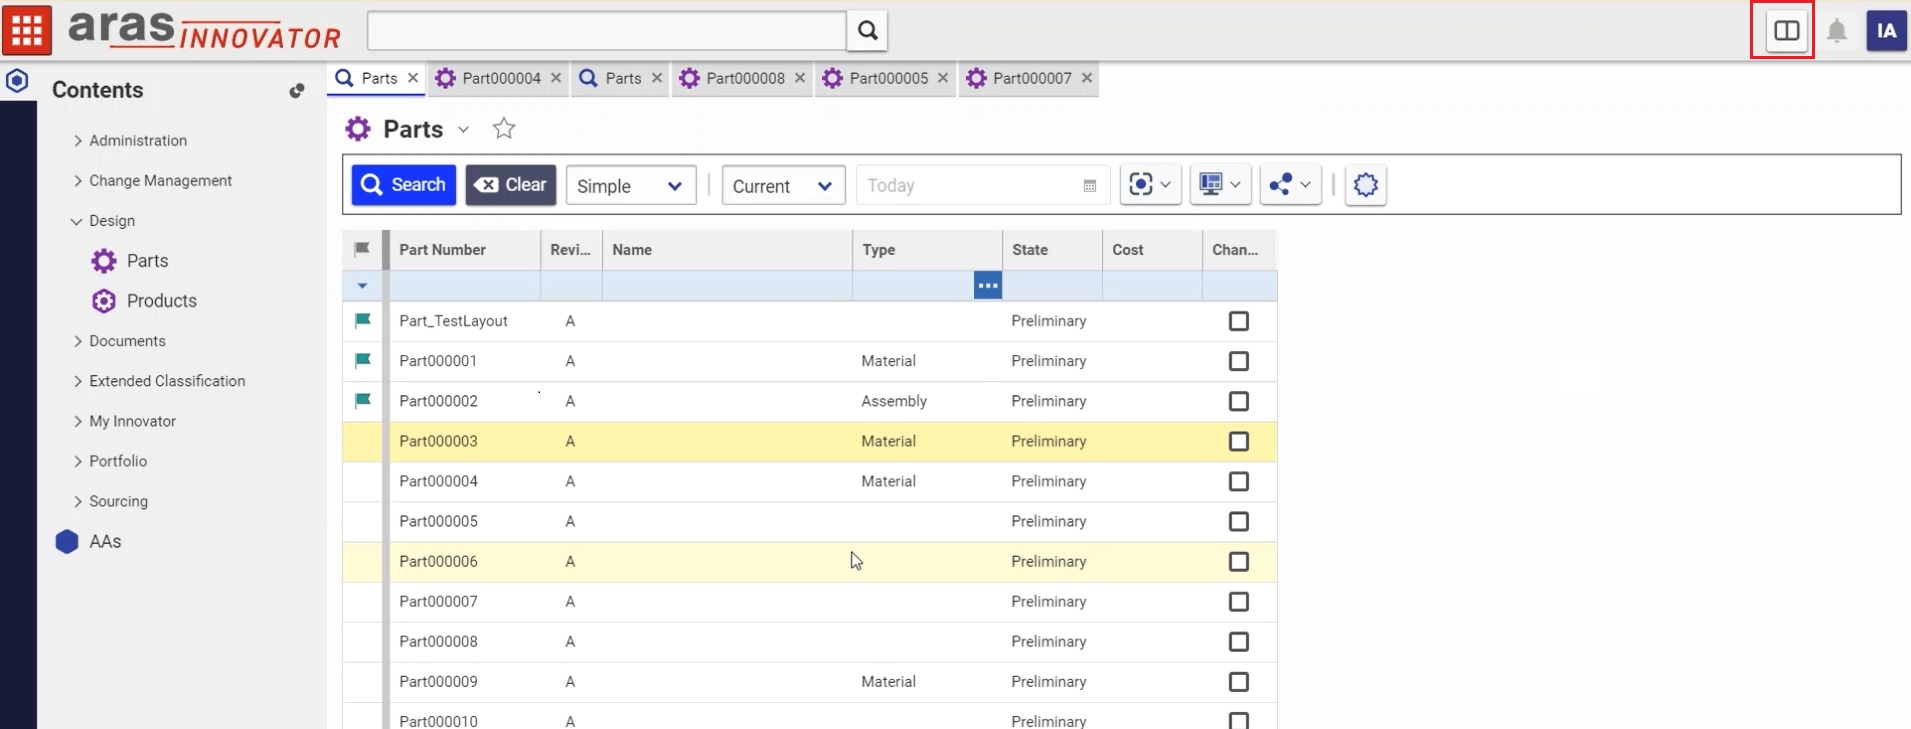 aras INNOVATOR
IA
Contents
Administration
Change Management
Design
Parts
Products
Documents
Extended Classification
My Innovator
Portfolio
Sourcing
AAs
Parts Part000004 Parts Part000008 Part000005 Part000007
Parts
Search Clear Simple Current Today
Part Number Revi... Name Type State Cost Chan...
...
Part_TestLayout A Preliminary
Part000001 A Material Preliminary
Part000002 A Assembly Preliminary
Part000003 A Material Preliminary
Part000004 A Material Preliminary
Part000005 A Preliminary
Part000006 A Preliminary
Part000007 A Preliminary
Part000008 A Preliminary
Part000009 A Material Preliminary
Part000010 A Preliminary